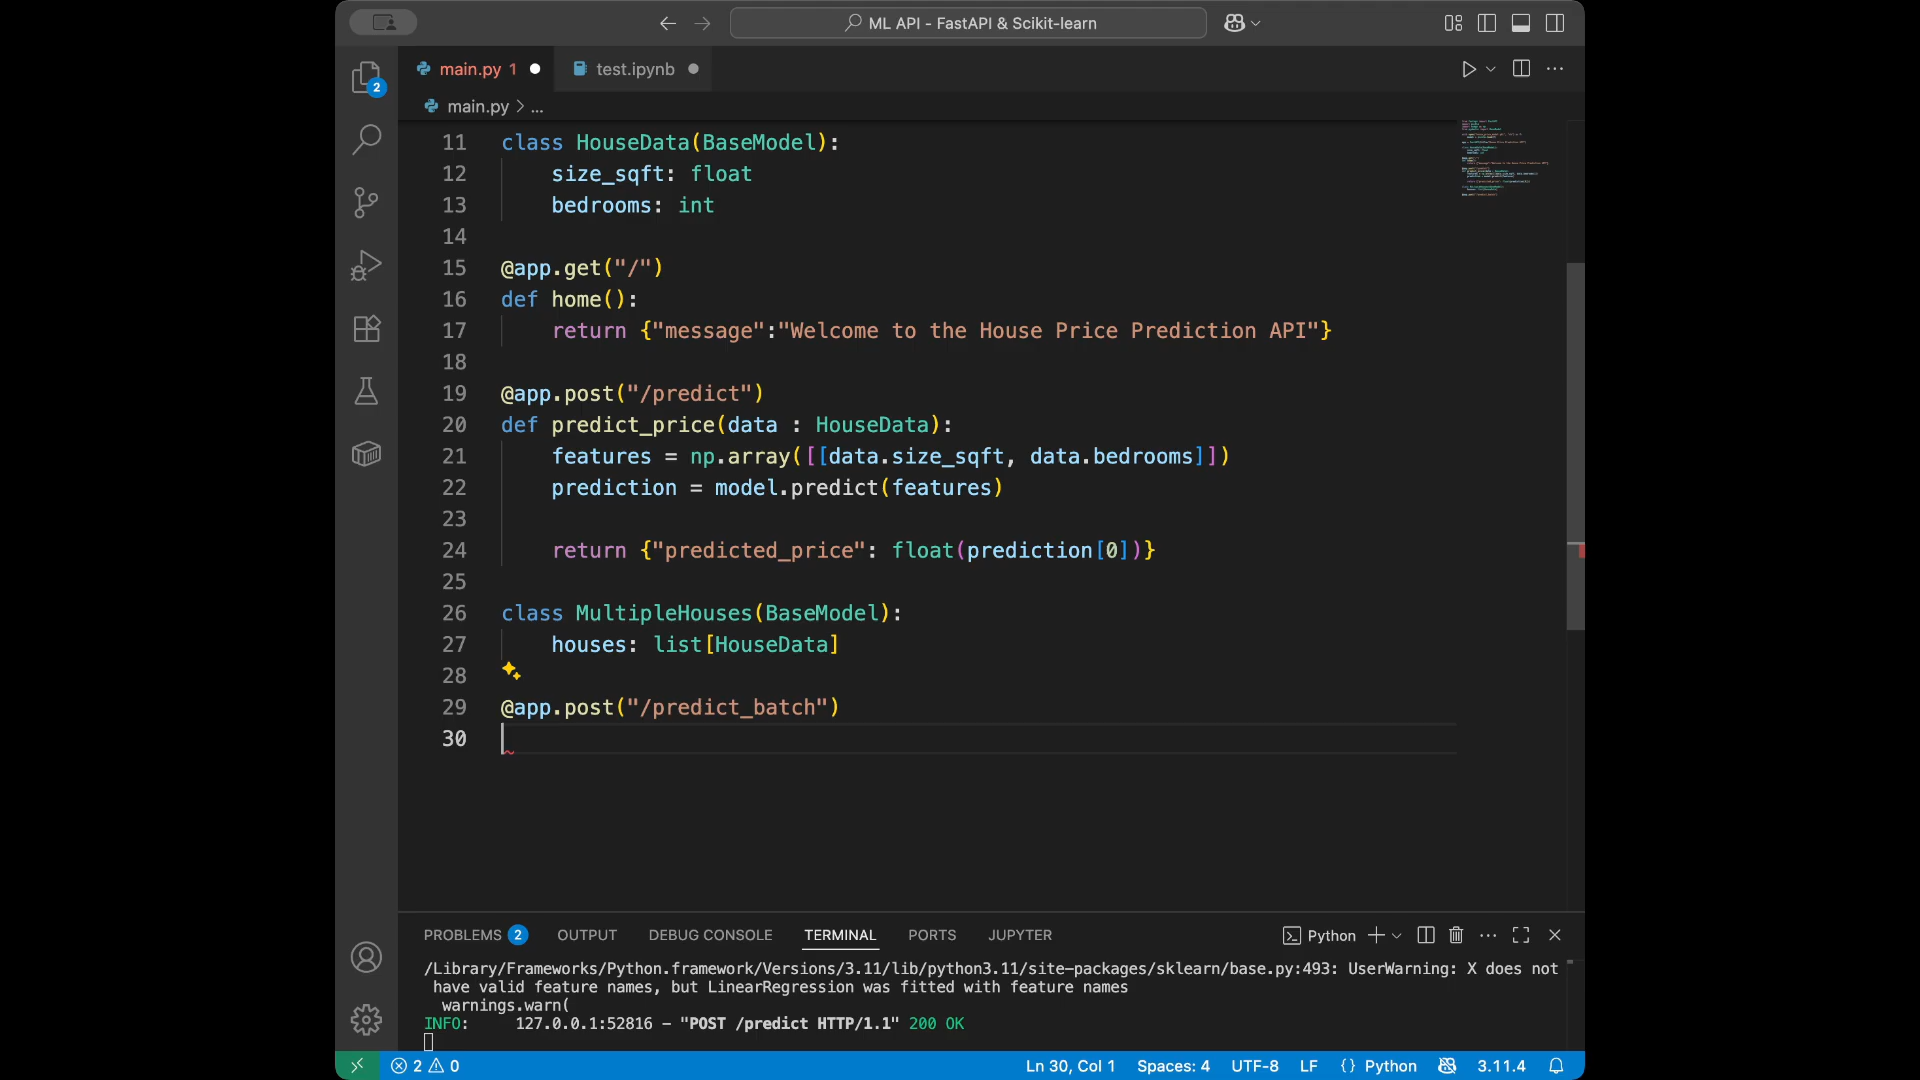 ML API - FastAPI & Scikit-learn
main.py 1
test.ipynb
2
main.py > ...
11 class HouseData(BaseModel):
12 size_sqft: float
13 bedrooms: int
14
15 @app.get("/")
16 def home():
17 return {"message":"Welcome to the House Price Prediction API"}
18
19 @app.post("/predict")
20 def predict_price(data : HouseData):
21 features = np.array([[data.size_sqft, data.bedrooms]])
22 prediction = model.predict(features)
23
24 return {"predicted_price": float(prediction[0])}
25
26 class MultipleHouses(BaseModel):
27 houses: list[HouseData]
28
29 @app.post("/predict_batch")
30
PROBLEMS 2 OUTPUT DEBUG CONSOLE TERMINAL PORTS JUPYTER Python
/Library/Frameworks/Python.framework/Versions/3.11/lib/python3.11/site-packages/sklearn/base.py:493: UserWarning: X does not
have valid feature names, but LinearRegression was fitted with feature names
warnings.warn(
INFO: 127.0.0.1:52816 - "POST /predict HTTP/1.1" 200 OK
2 0 Ln 30, Col 1 Spaces: 4 UTF-8 LF {} Python 3.11.4